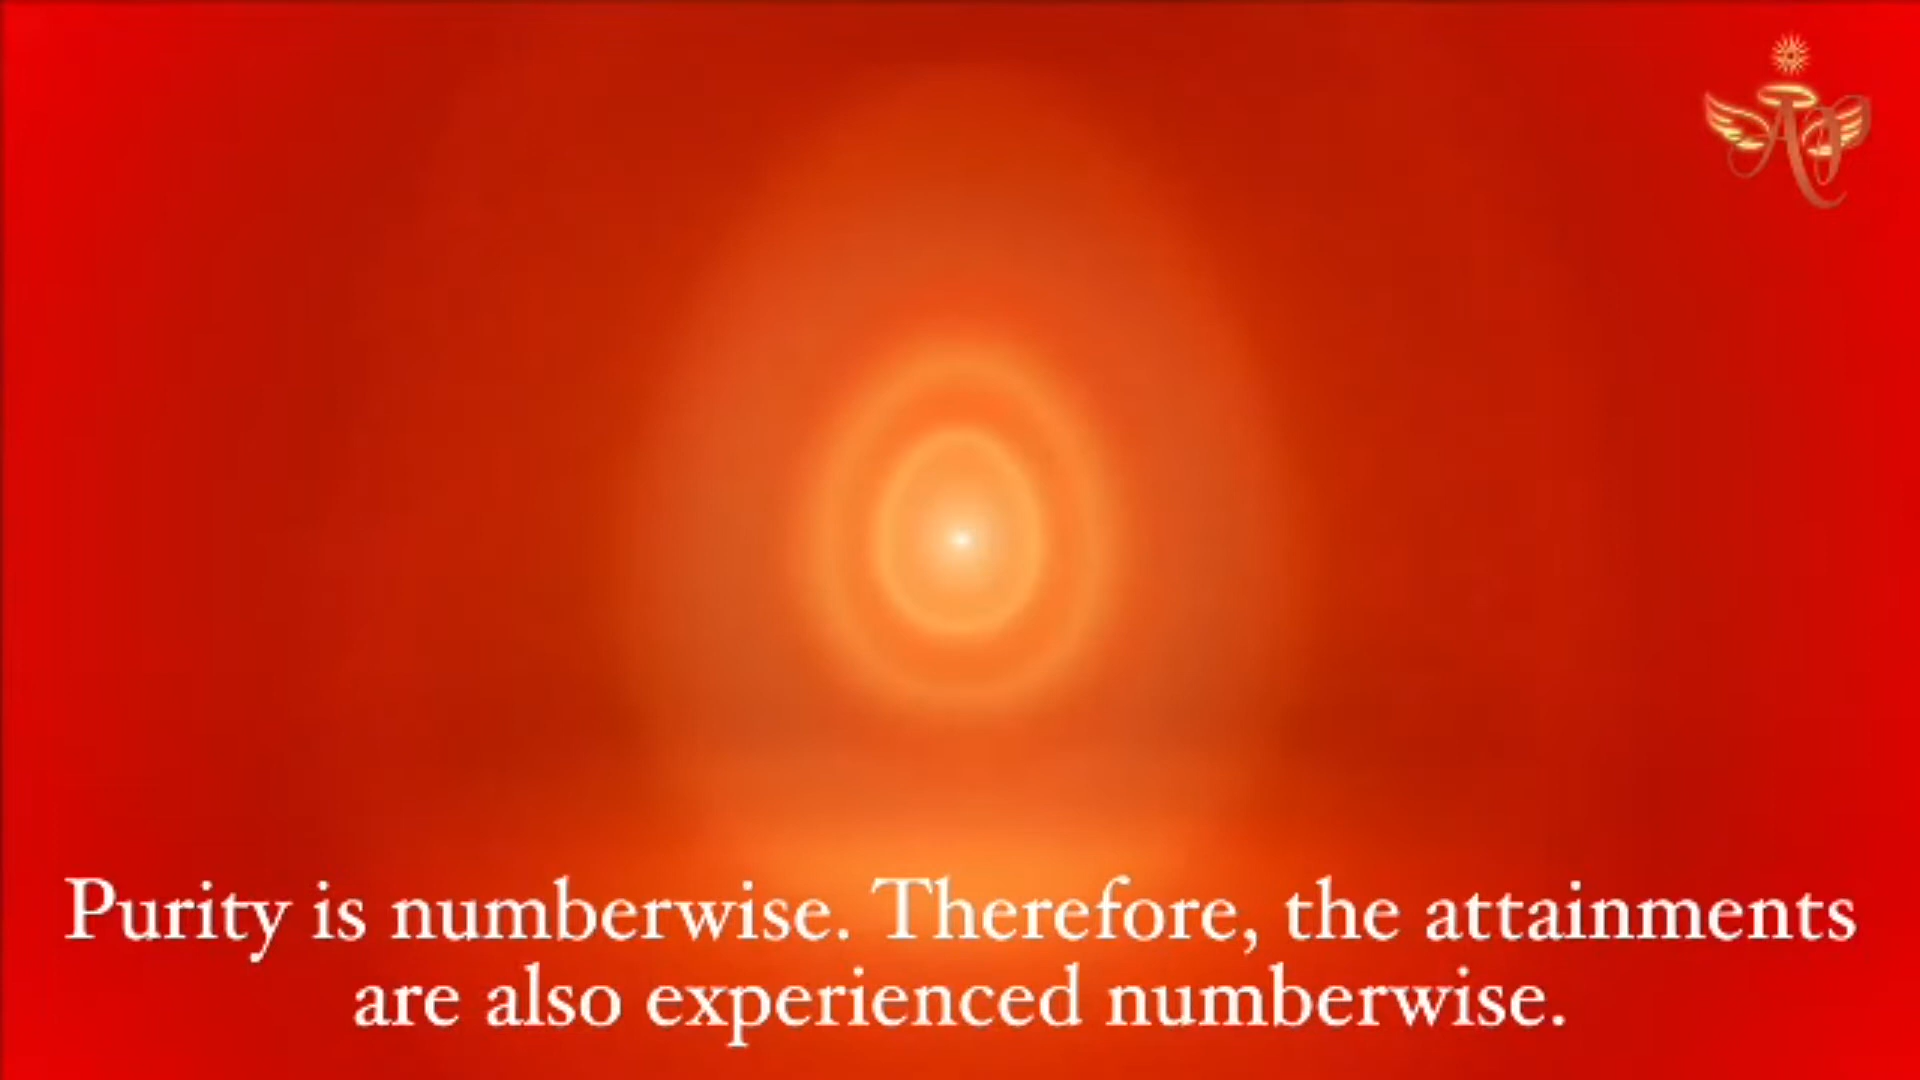 Purity is numberwise. Therefore, the attainments
are also experienced numberwise.